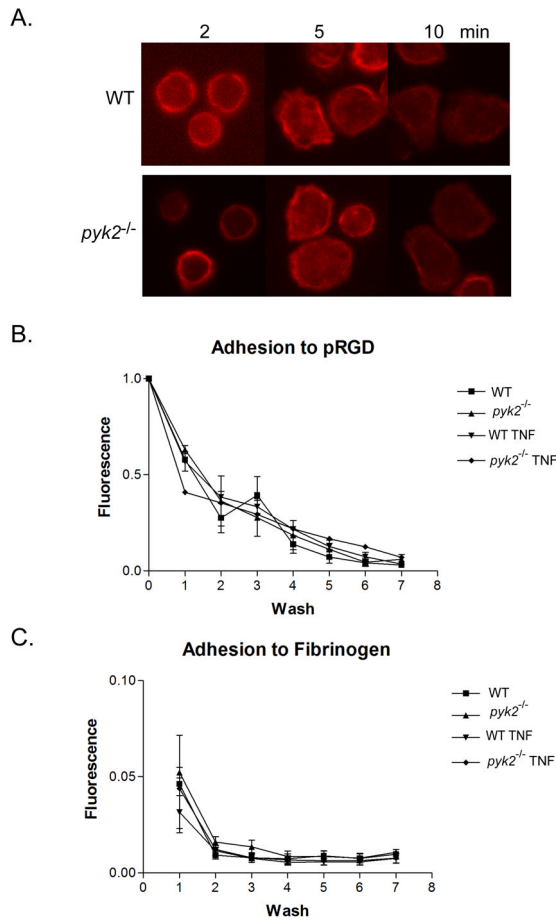 A.
2 5 10 min
WT
pyk2-/-
B.
Adhesion to pRGD
1.0
0.5
0.0
Fluorescence
0 1 2 3 4 5 6 7 8
Wash
WT
pyk2-/-
WT TNF
pyk2-/- TNF
C.
Adhesion to Fibrinogen
0.10
0.05
0.00
Fluorescence
0 1 2 3 4 5 6 7 8
Wash
WT
pyk2-/-
WT TNF
pyk2-/- TNF